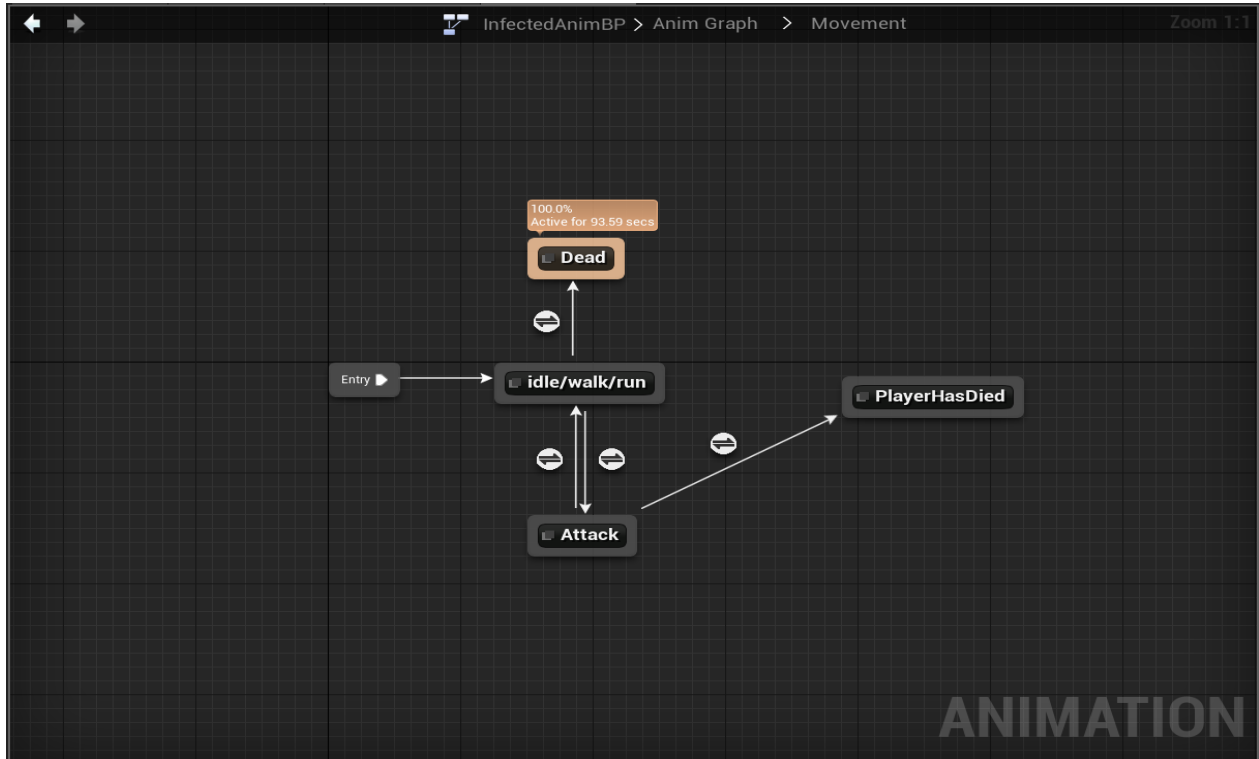 InfectedAnimBP > Anim Graph > Movement
Zoom 1:1
100.0%
Active for 93.59 secs
Dead
Entry
idle/walk/run
PlayerHasDied
Attack
ANIMATION